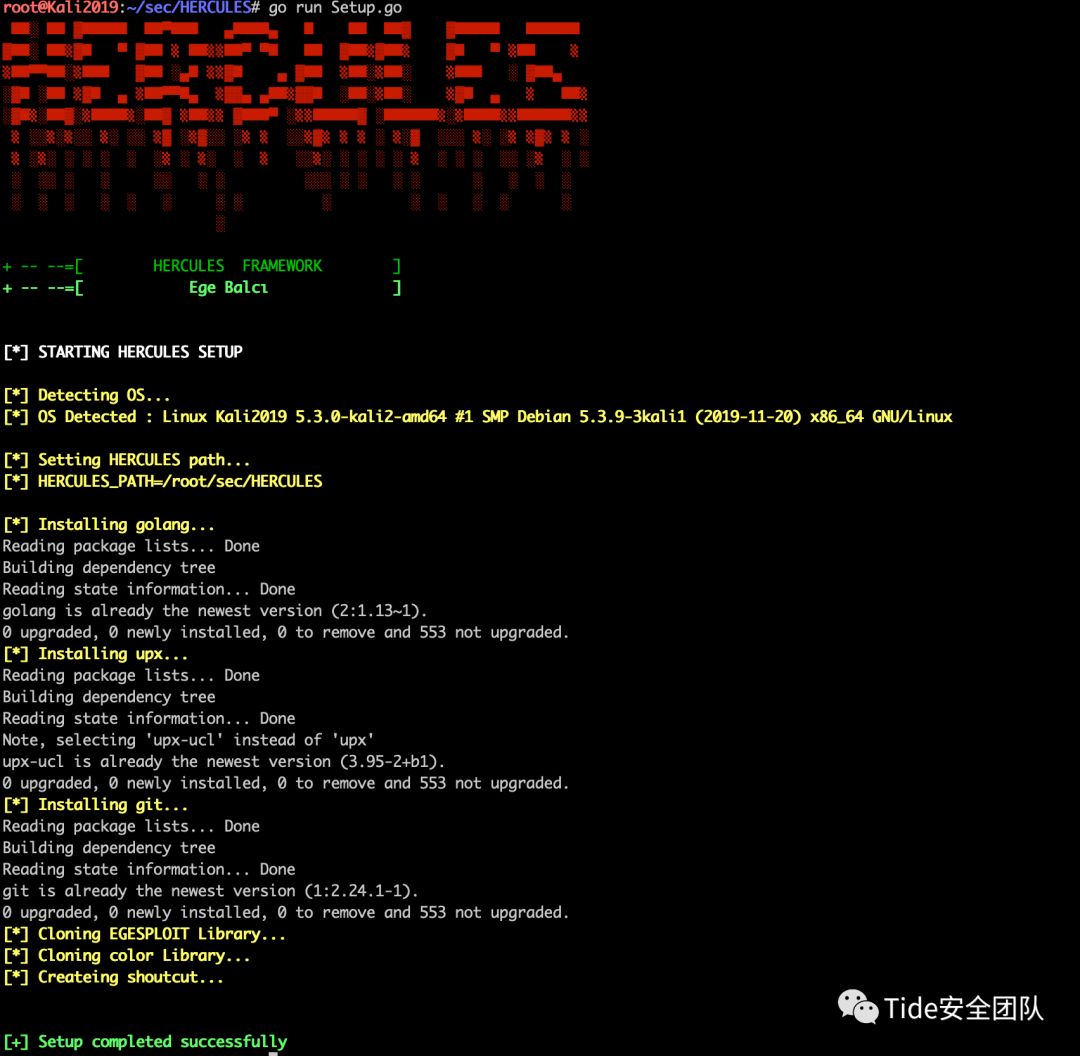 root@Kali2019:~/sec/HERCULES# go run Setup.go
HERCULES
+ -- --=[ HERCULES FRAMEWORK ]
+ -- --=[ Ege Balcı ]
[*] STARTING HERCULES SETUP
[*] Detecting OS...
[*] OS Detected : Linux Kali2019 5.3.0-kali2-amd64 #1 SMP Debian 5.3.9-3kali1 (2019-11-20) x86_64 GNU/Linux
[*] Setting HERCULES path...
[*] HERCULES_PATH=/root/sec/HERCULES
[*] Installing golang...
Reading package lists... Done
Building dependency tree
Reading state information... Done
golang is already the newest version (2:1.13~1).
0 upgraded, 0 newly installed, 0 to remove and 553 not upgraded.
[*] Installing upx...
Reading package lists... Done
Building dependency tree
Reading state information... Done
Note, selecting 'upx-ucl' instead of 'upx'
upx-ucl is already the newest version (3.95-2+b1).
0 upgraded, 0 newly installed, 0 to remove and 553 not upgraded.
[*] Installing git...
Reading package lists... Done
Building dependency tree
Reading state information... Done
git is already the newest version (1:2.24.1-1).
0 upgraded, 0 newly installed, 0 to remove and 553 not upgraded.
[*] Cloning EGESPLOIT Library...
[*] Cloning color Library...
[*] Createing shoutcut...
Tide安全团队
[+] Setup completed successfully